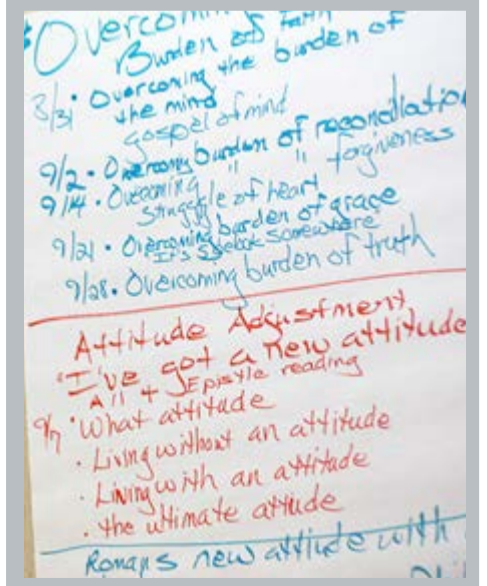 Overcoming
Burden of faith
8/31 • Overcoming the burden of
the mind
gospel of mind
9/2 • Overcoming burden of reconciliation
9/14 • Overcoming " " forgiveness
struggle of heart
9/21 • Overcoming burden of grace
It's somewhere
9/28 • Overcoming burden of truth
Attitude Adjustment
"I've got a new attitude
All + Epistle reading
9/7 • What attitude
• Living without an attitude
• Living with an attitude
• the ultimate attude
Romans new attitude with